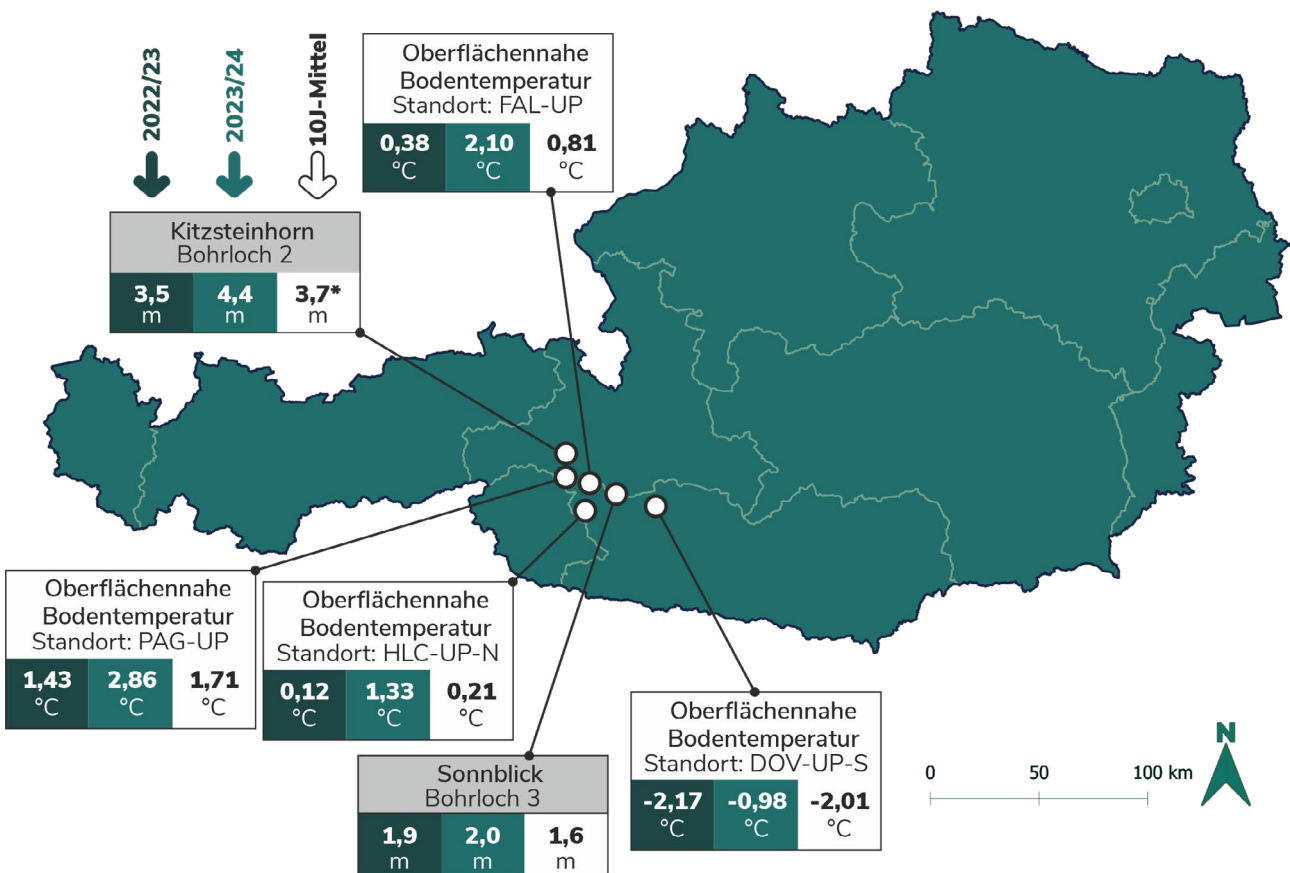 2022/23
2023/24
10J-Mittel
Oberflächennahe
Bodentemperatur
Standort: FAL-UP
0,38 2,10 0,81
°C °C °C
Kitzsteinhorn
Bohrloch 2
3,5 4,4 3,7*
m m m
Oberflächennahe
Bodentemperatur
Standort: PAG-UP
1,43 2,86 1,71
°C °C °C
Oberflächennahe
Bodentemperatur
Standort: HLC-UP-N
0,12 1,33 0,21
°C °C °C
Sonnblick
Bohrloch 3
1,9 2,0 1,6
m m m
Oberflächennahe
Bodentemperatur
Standort: DOV-UP-S
-2,17 -0,98 -2,01
°C °C °C
0 50 100 km
N